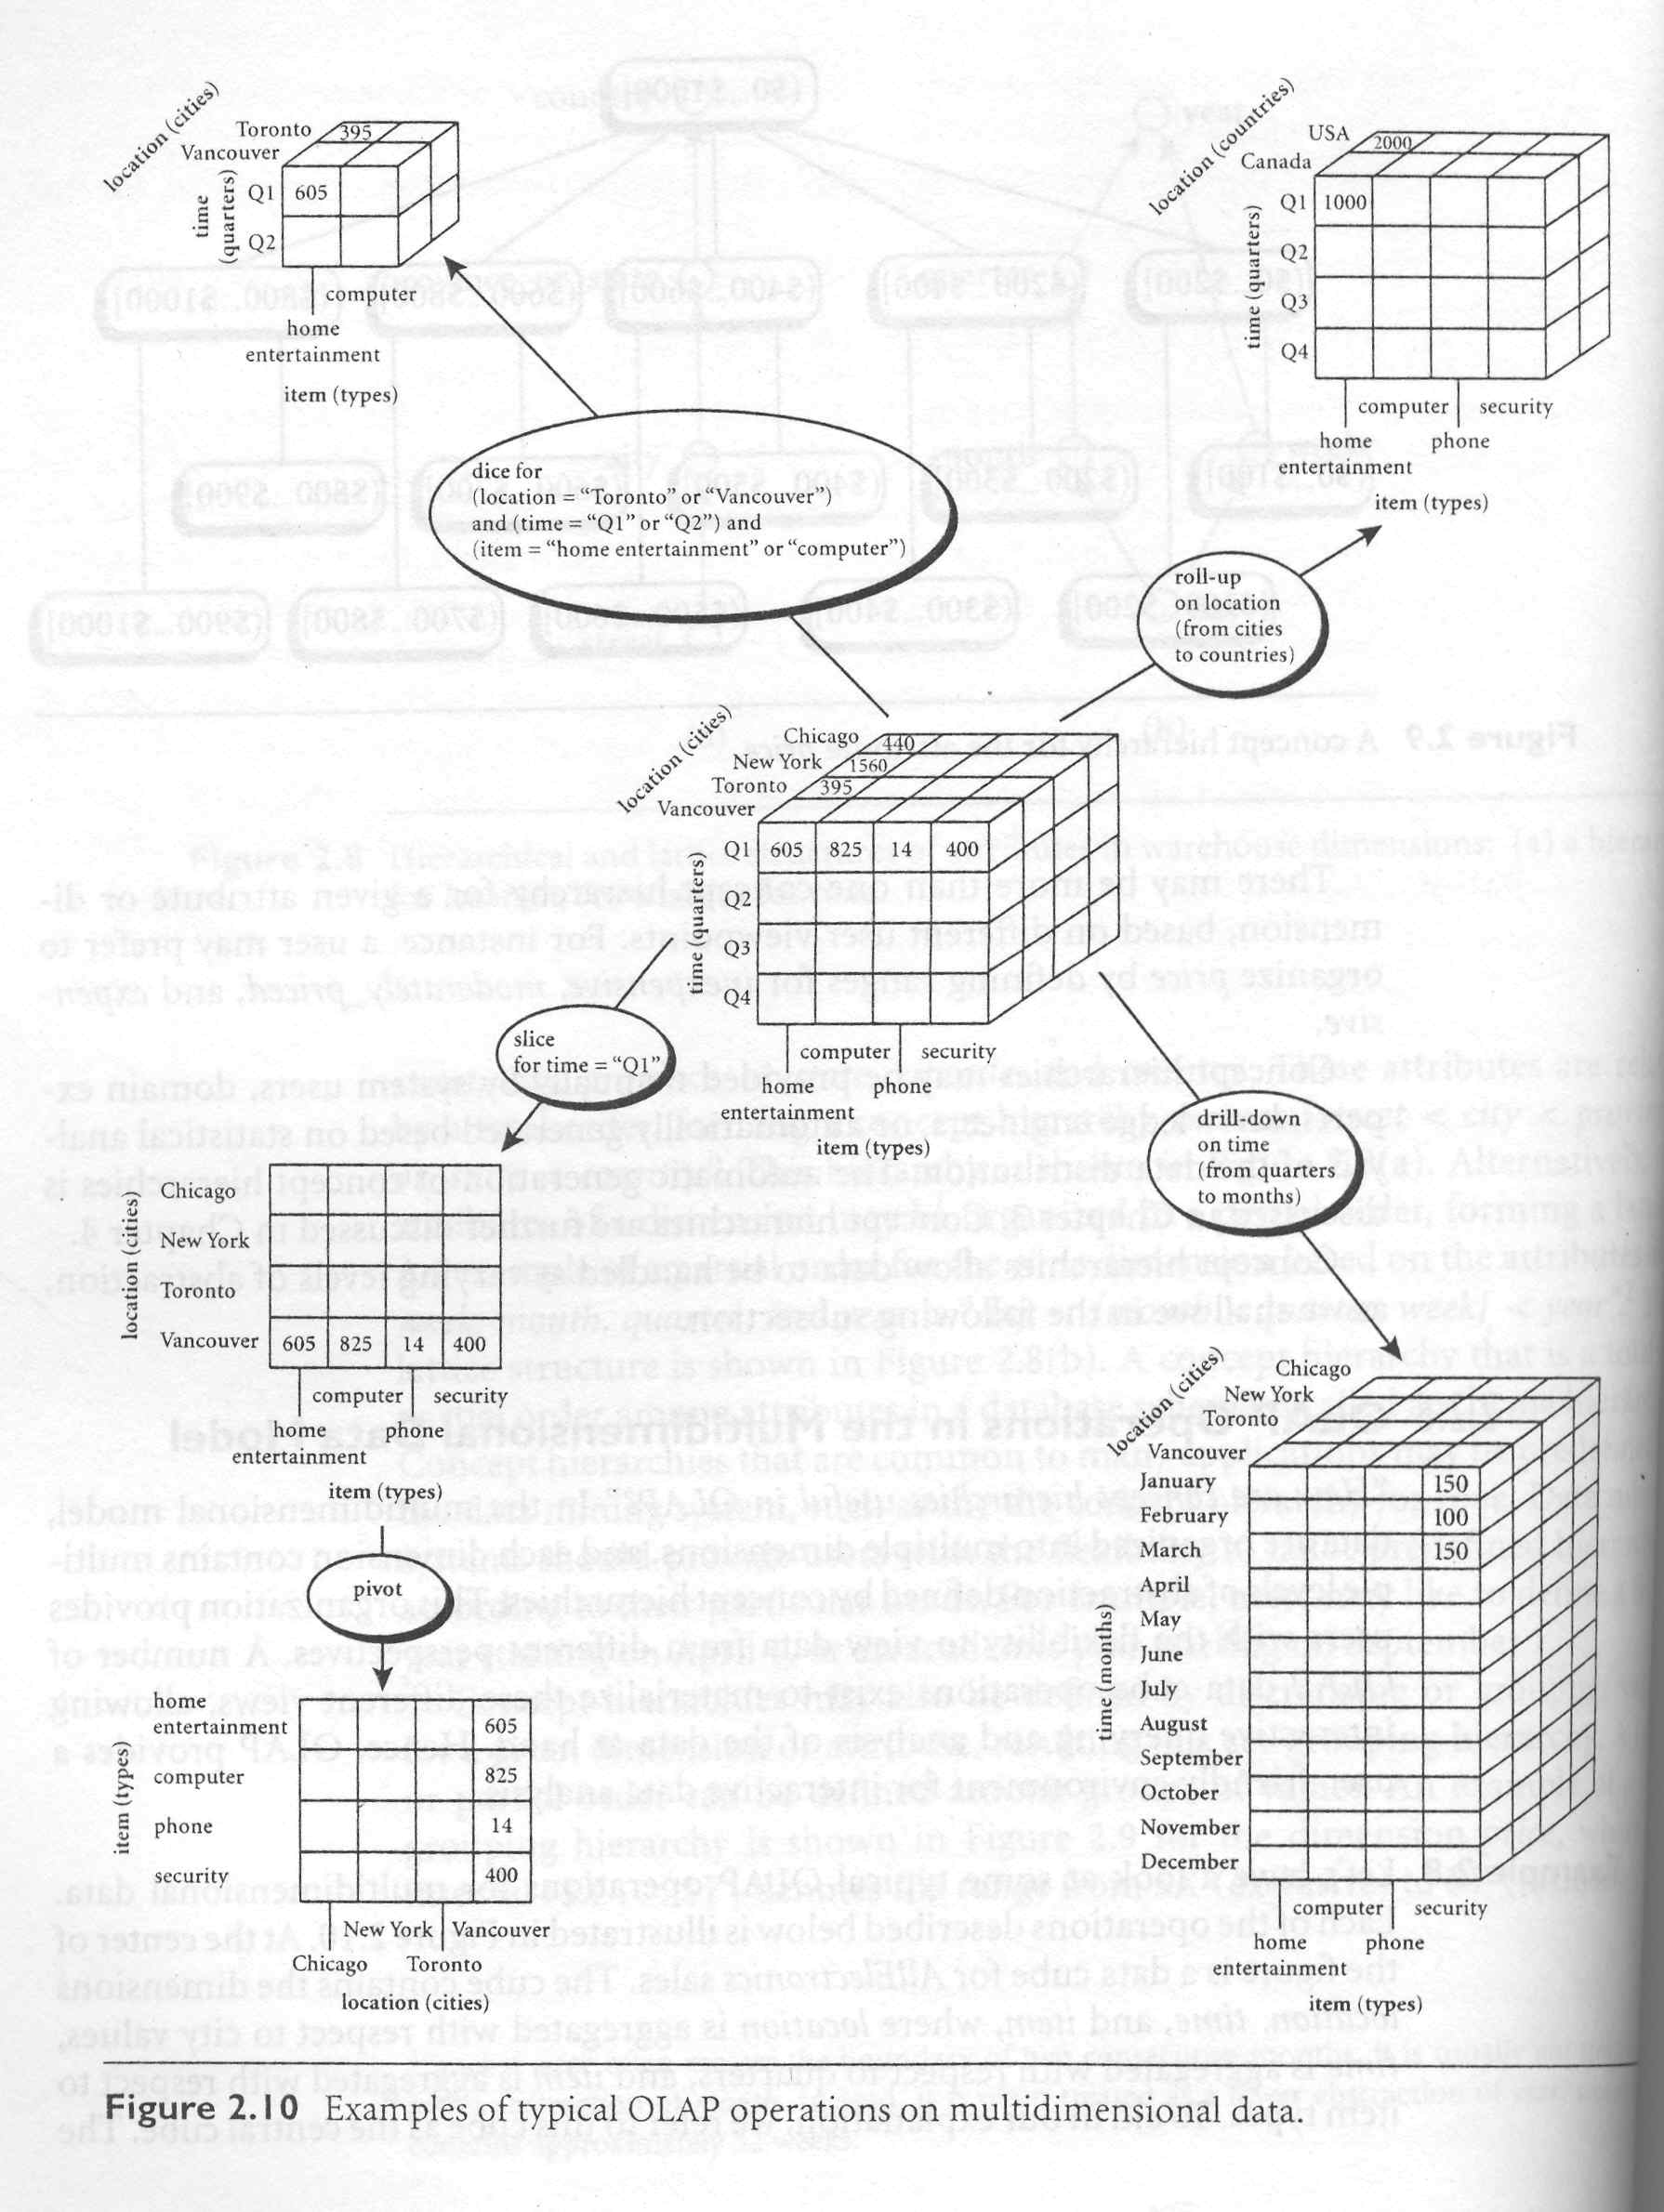 location (cities)
Toronto
Vancouver
395
time
(quarters)
Q1 605
Q2
computer
home
entertainment
item (types)
location (countries)
USA
Canada
2000
time (quarters)
Q1 1000
Q2
Q3
Q4
computer security
home phone
entertainment
item (types)
dice for
(location = “Toronto” or “Vancouver”)
and (time = “Q1” or “Q2”) and
(item = “home entertainment” or “computer”)
roll-up
on location
(from cities
to countries)
location (cities)
Chicago 440
New York 1560
Toronto 395
Vancouver
time (quarters)
Q1 605 825 14 400
Q2
Q3
Q4
computer security
home phone
entertainment
item (types)
slice
for time = “Q1”
drill-down
on time
(from quarters
to months)
location (cities)
Chicago
New York
Toronto
Vancouver 605 825 14 400
computer security
home phone
entertainment
item (types)
pivot
item (types)
home
entertainment 605
computer 825
phone 14
security 400
New York Vancouver
Chicago Toronto
location (cities)
location (cities)
Chicago
New York
Toronto
Vancouver
time (months)
January 150
February 100
March 150
April
May
June
July
August
September
October
November
December
computer security
home phone
entertainment
item (types)
Figure 2.10 Examples of typical OLAP operations on multidimensional data.